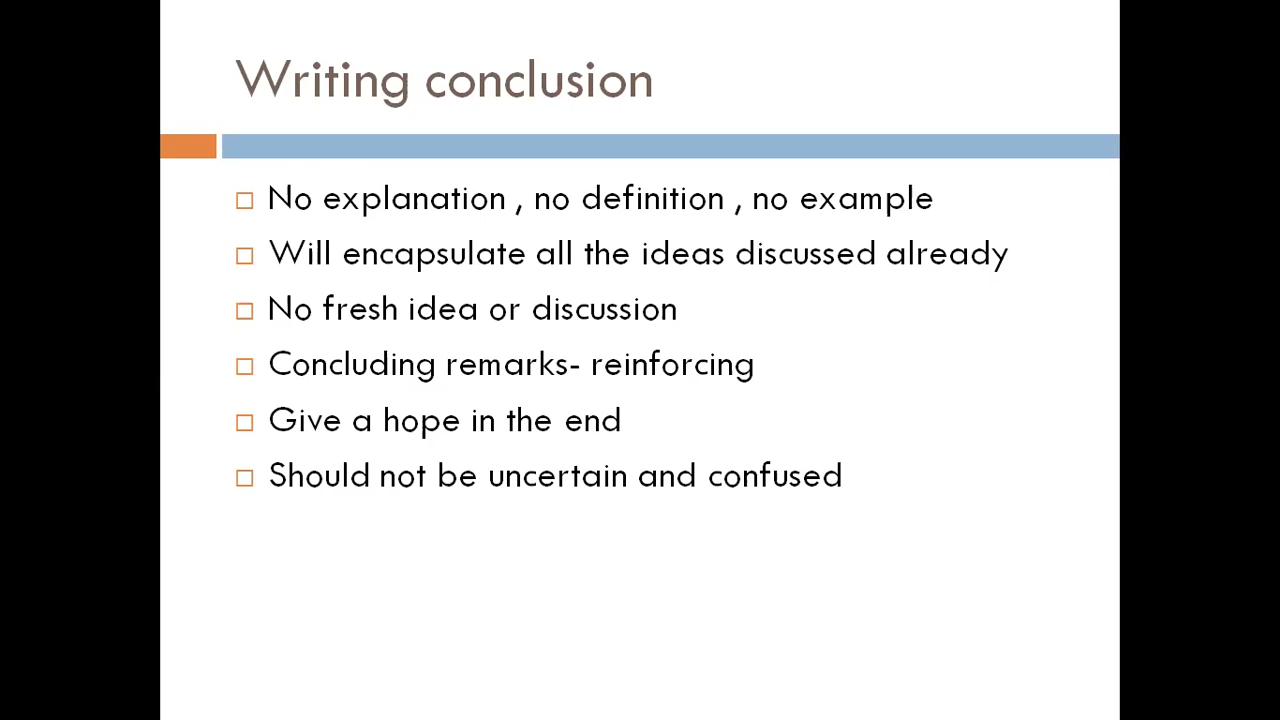 Writing conclusion
No explanation , no definition , no example
Will encapsulate all the ideas discussed already
No fresh idea or discussion
Concluding remarks- reinforcing
Give a hope in the end
Should not be uncertain and confused